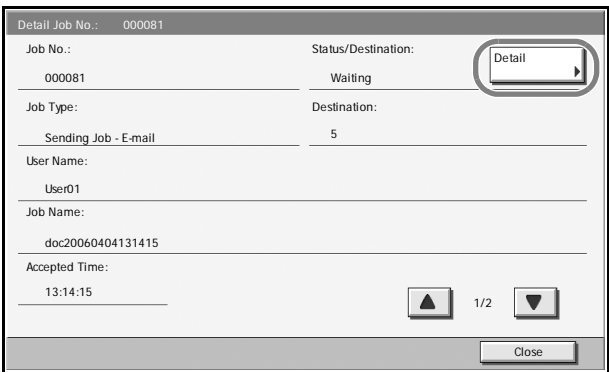 Detail Job No.: 000081
Job No.:
000081
Status/Destination:
Waiting
Detail
Job Type:
Sending Job - E-mail
Destination:
5
User Name:
User01
Job Name:
doc20060404131415
Accepted Time:
13:14:15
1/2
Close